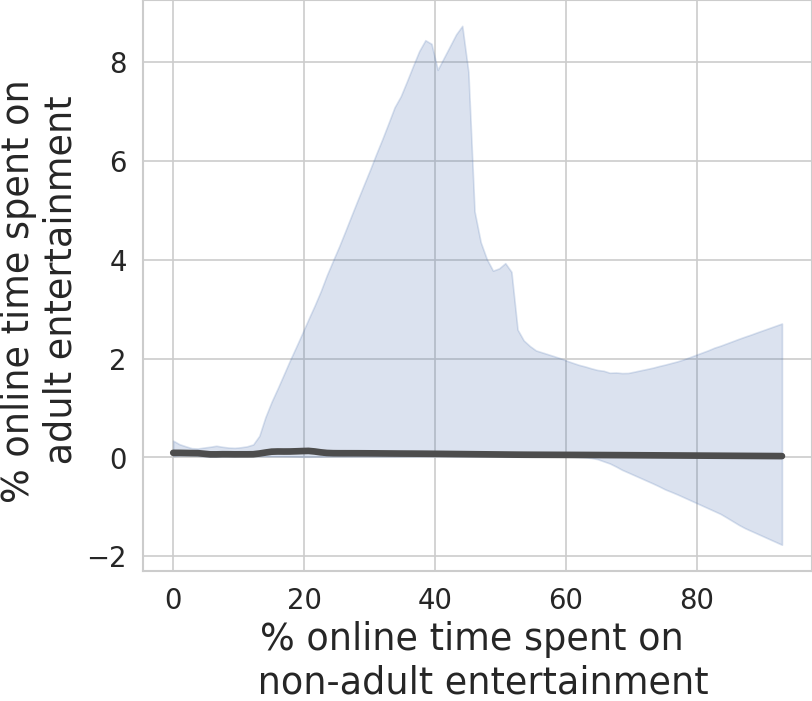 % online time spent on
adult entertainment
8
6
4
2
0
−2
0 20 40 60 80
% online time spent on
non-adult entertainment